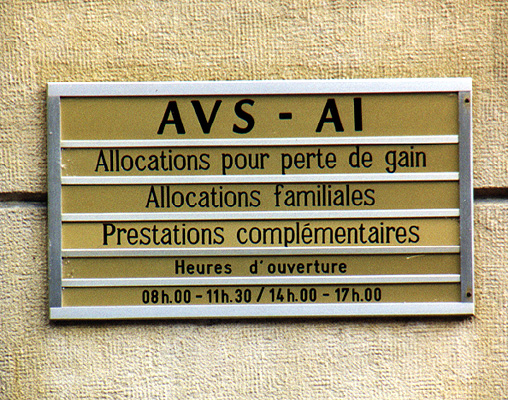 AVS - AI
Allocations pour perte de gain
Allocations familiales
Prestations complémentaires
Heures d'ouverture
08h.00 - 11h.30 / 14h.00 - 17h.00